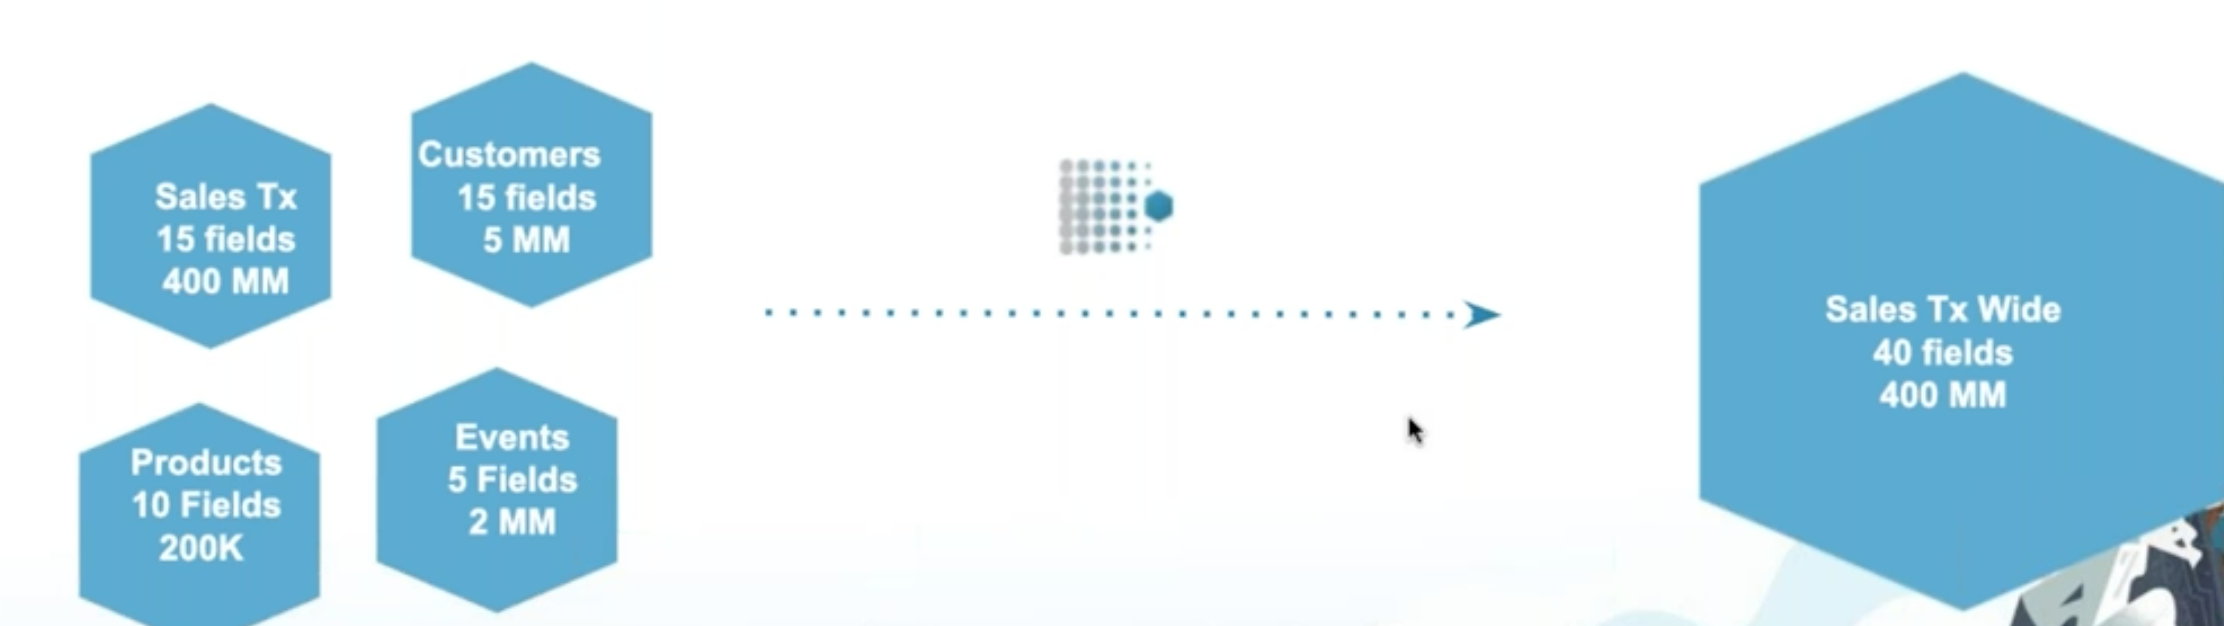 Sales Tx
15 fields
400 MM
Customers
15 fields
5 MM
Products
10 Fields
200K
Events
5 Fields
2 MM
Sales Tx Wide
40 fields
400 MM